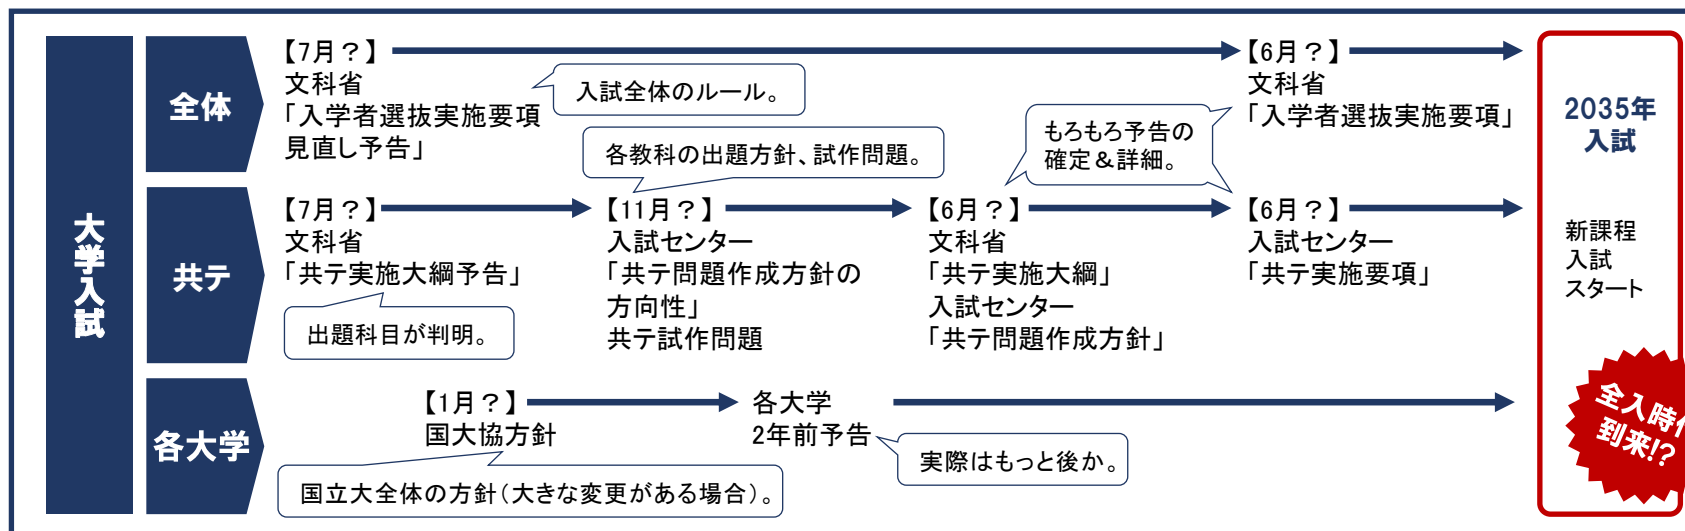 大学入試
全体
【7月？】
文科省
「入学者選抜実施要項
見直し予告」
入試全体のルール。
【6月？】
文科省
「入学者選抜実施要項」
共テ
【7月？】
文科省
「共テ実施大綱予告」
出題科目が判明。
各教科の出題方針、試作問題。
【11月？】
入試センター
「共テ問題作成方針の
方向性」
共テ試作問題
もろもろ予告の
確定＆詳細。
【6月？】
文科省
「共テ実施大綱」
入試センター
「共テ問題作成方針」
【6月？】
入試センター
「共テ実施要項」
各大学
【1月？】
国大協方針
国立大全体の方針（大きな変更がある場合）。
各大学
2年前予告
実際はもっと後か。
2035年
入試
新課程
入試
スタート
全入時代
到来!?